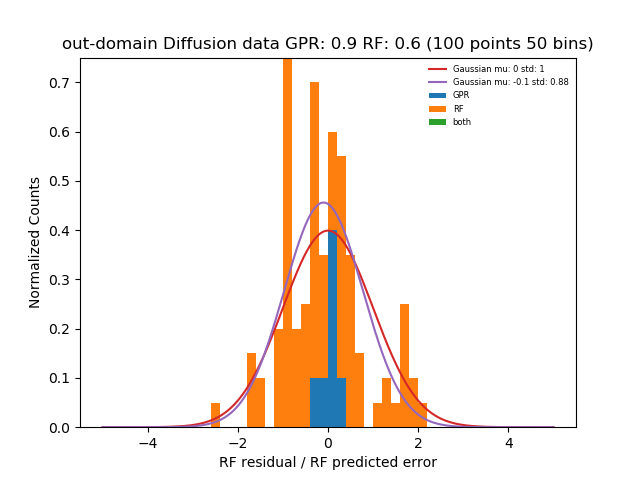 out-domain Diffusion data GPR: 0.9 RF: 0.6 (100 points 50 bins)
Gaussian mu: 0 std: 1
Gaussian mu: -0.1 std: 0.88
GPR
RF
both
Normalized Counts
0.7
0.6
0.5
0.4
0.3
0.2
0.1
0.0
−4 −2 0 2 4
RF residual / RF predicted error